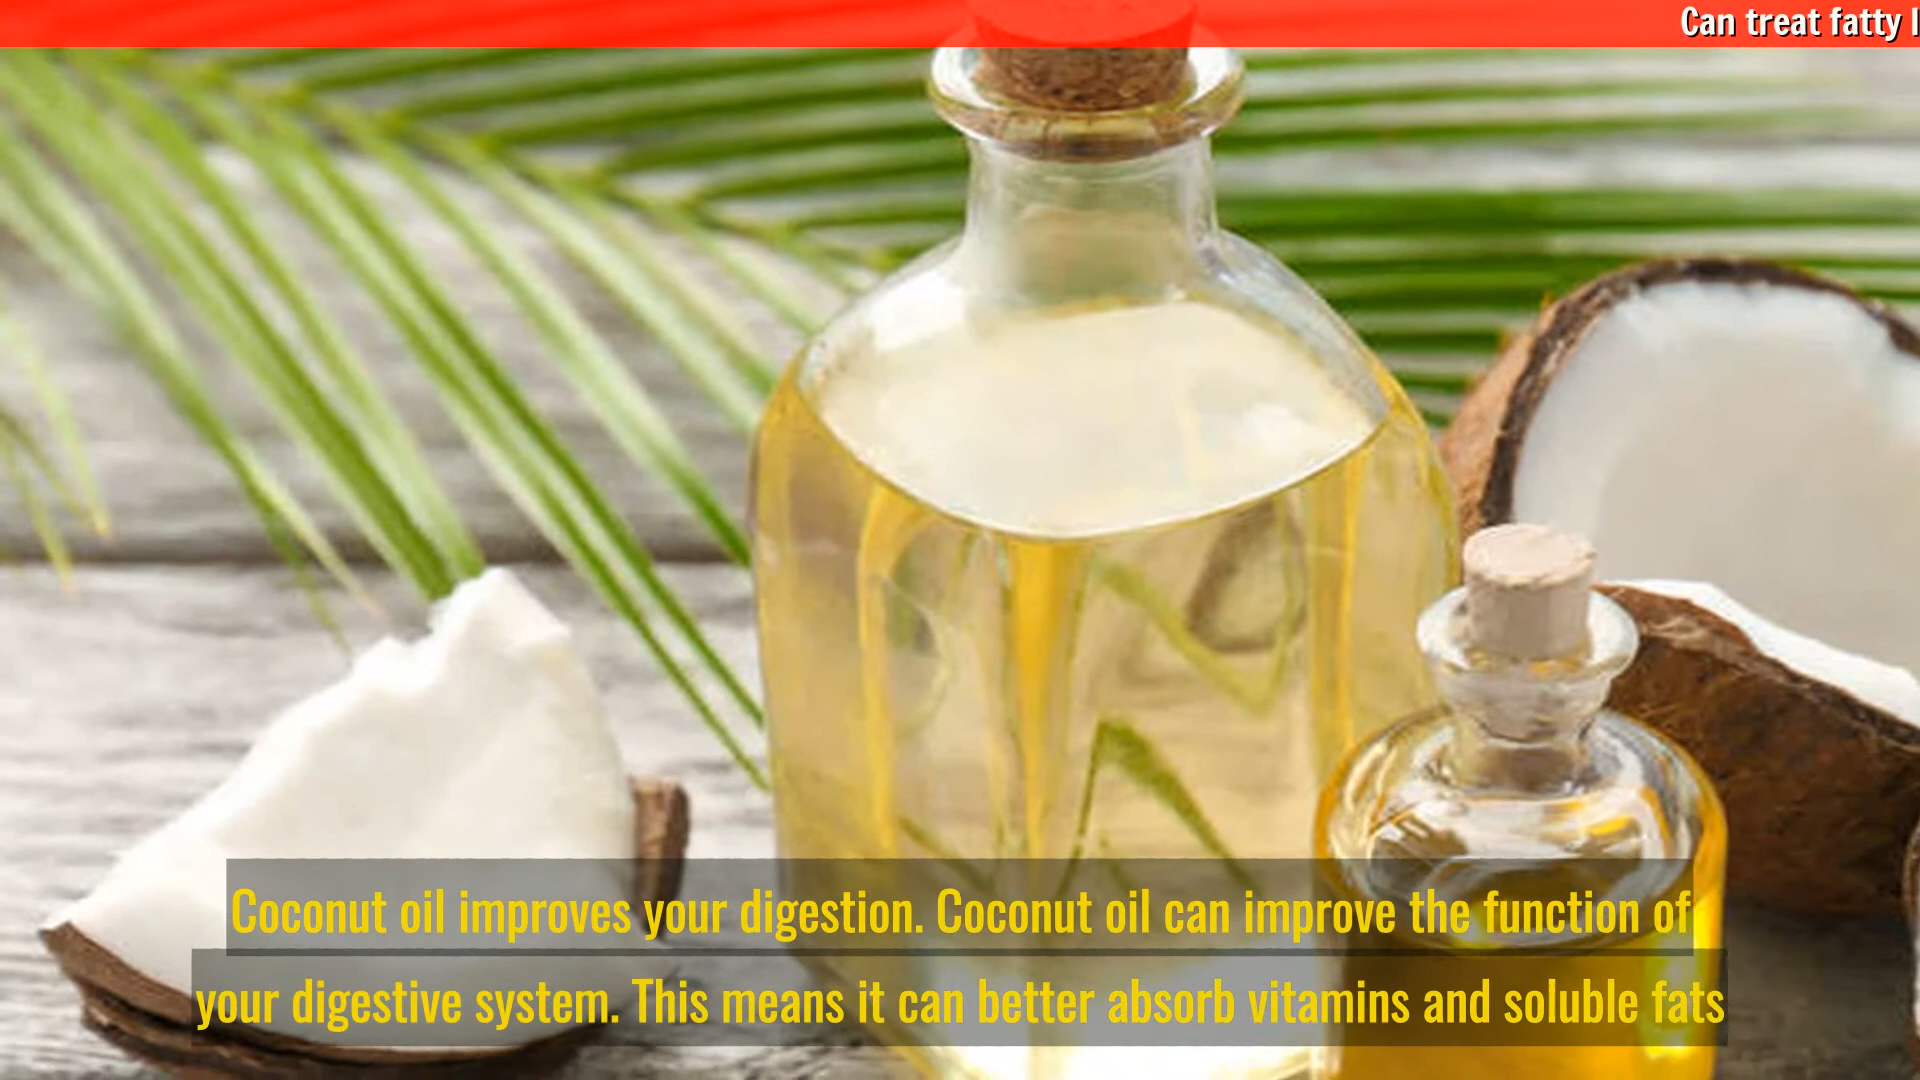 Can treat fatty
Coconut oil improves your digestion. Coconut oil can improve the function of
your digestive system. This means it can better absorb vitamins and soluble fats